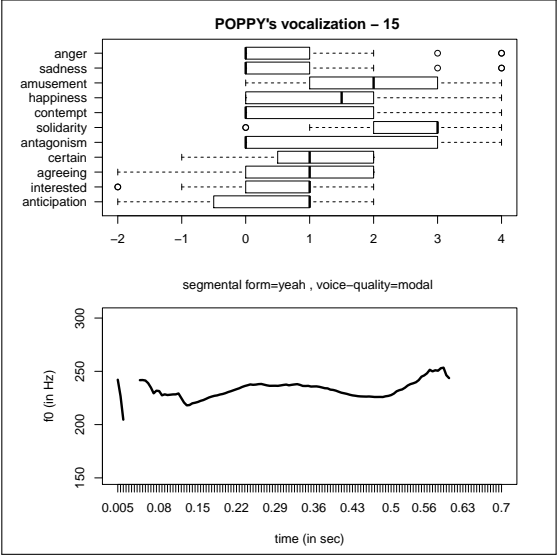 POPPY's vocalization – 15
anger
sadness
amusement
happiness
contempt
solidarity
antagonism
certain
agreeing
interested
anticipation
−2 −1 0 1 2 3 4
segmental form=yeah , voice−quality=modal
f0 (in Hz)
300
250
200
150
0.005 0.08 0.15 0.22 0.29 0.36 0.43 0.5 0.56 0.63 0.7
time (in sec)